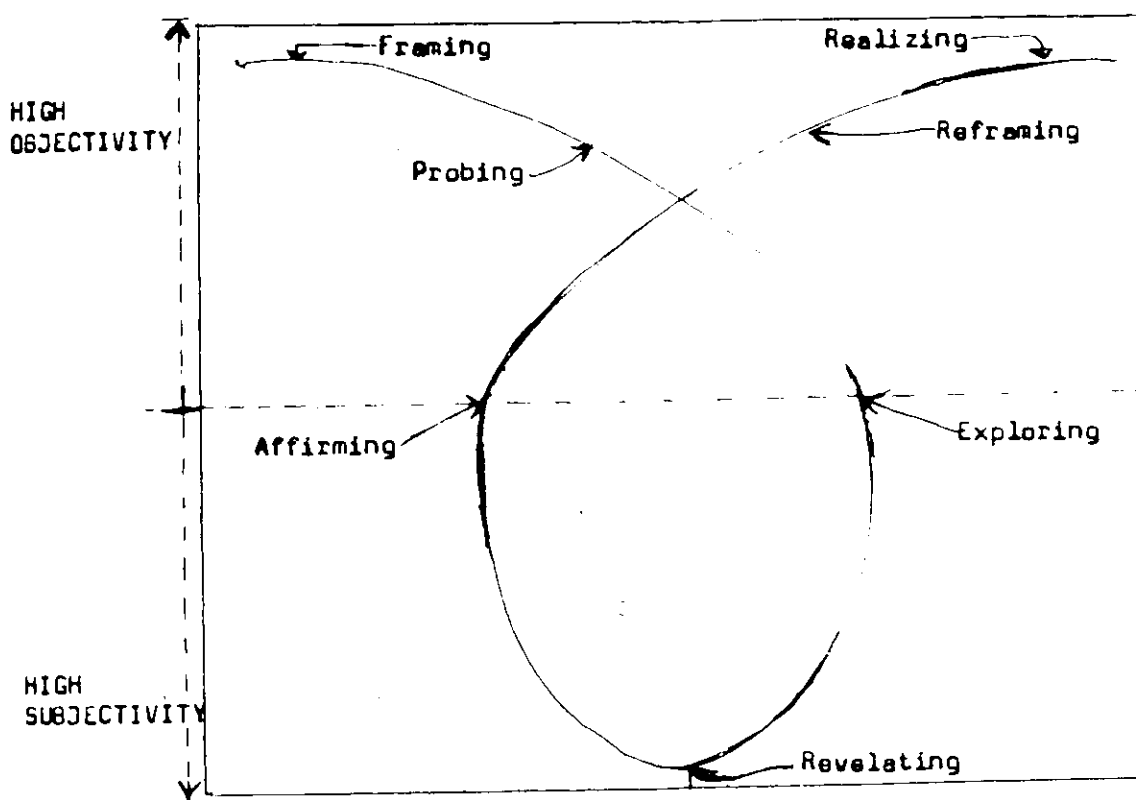 Framing
Realizing
HIGH
OBJECTIVITY
Reframing
Probing
Affirming
Exploring
HIGH
SUBJECTIVITY
Revelating